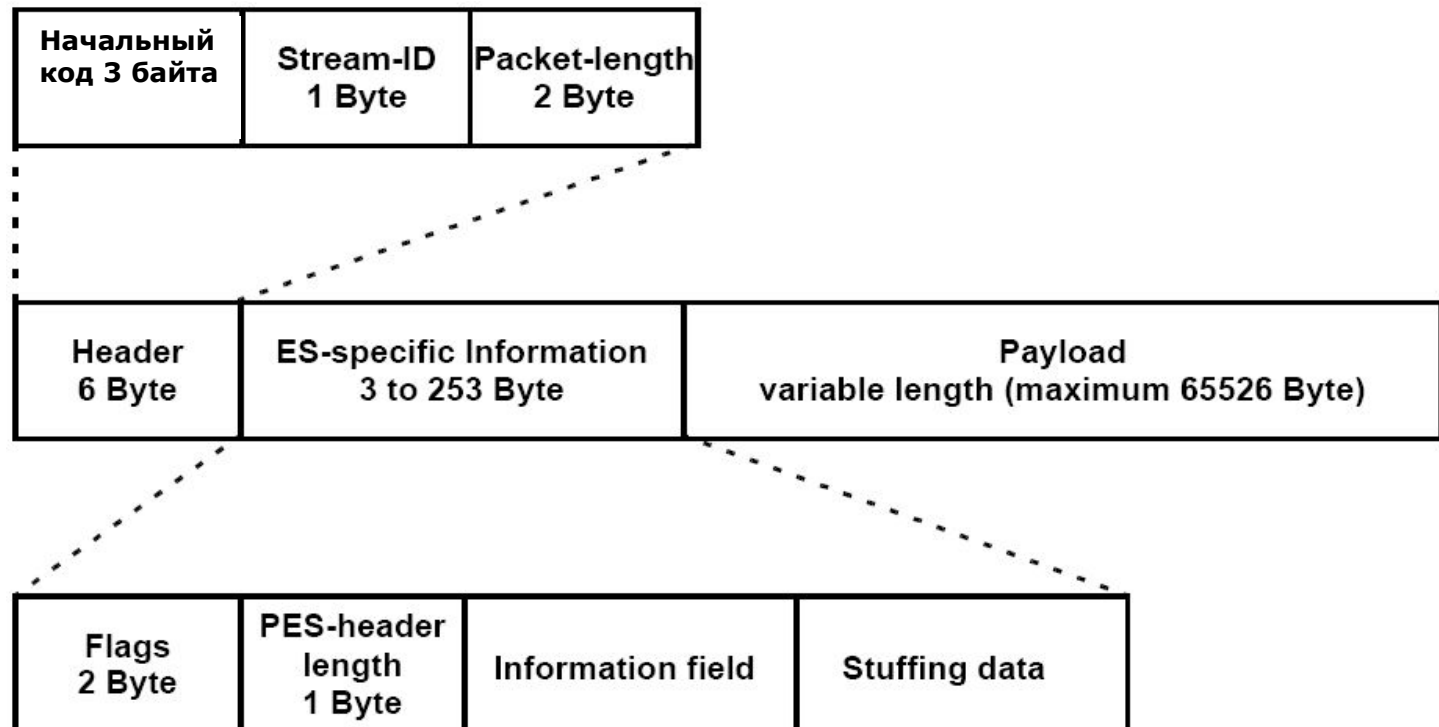 Начальный
код 3 байта
Stream-ID
1 Byte
Packet-length
2 Byte
Header
6 Byte
ES-specific Information
3 to 253 Byte
Payload
variable length (maximum 65526 Byte)
Flags
2 Byte
PES-header
length
1 Byte
Information field
Stuffing data